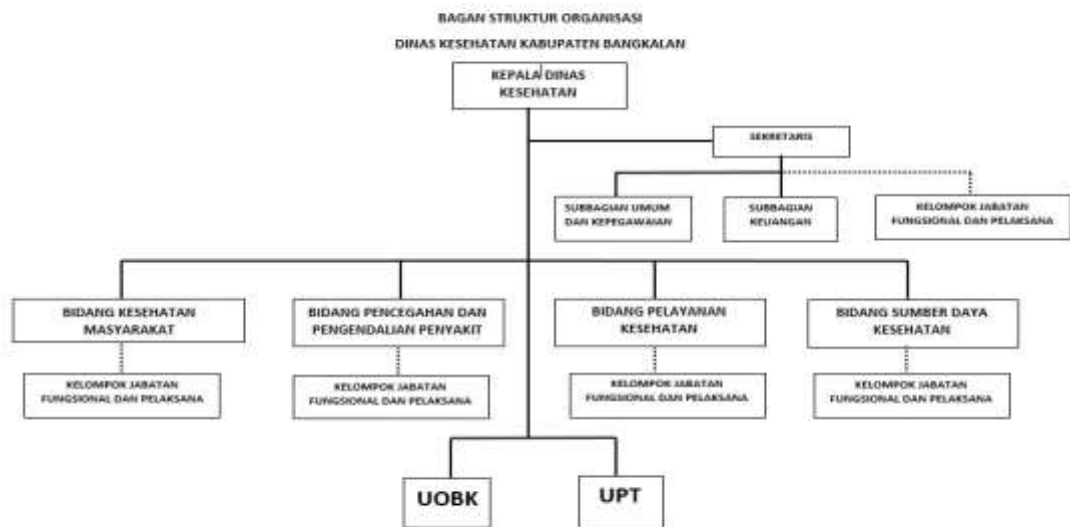 BAGAN STRUKTUR ORGANISASI
DINAS KESEHATAN KABUPATEN BANGKALAN
KEPALA DINAS
KESEHATAN
SEKRETARIS
SUBBAGIAN UMUM
DAN KEPEGAWAIAN
SUBBAGIAN
KEUANGAN
KELOMPOK JABATAN
FUNGSIONAL DAN PELAKSANA
BIDANG KESEHATAN
MASYARAKAT
BIDANG PENCEGAHAN DAN
PENGENDALIAN PENYAKIT
BIDANG PELAYANAN
KESEHATAN
BIDANG SUMBER DAYA
KESEHATAN
KELOMPOK JABATAN
FUNGSIONAL DAN PELAKSANA
KELOMPOK JABATAN
FUNGSIONAL DAN PELAKSANA
KELOMPOK JABATAN
FUNGSIONAL DAN PELAKSANA
KELOMPOK JABATAN
FUNGSIONAL DAN PELAKSANA
UOBK
UPT